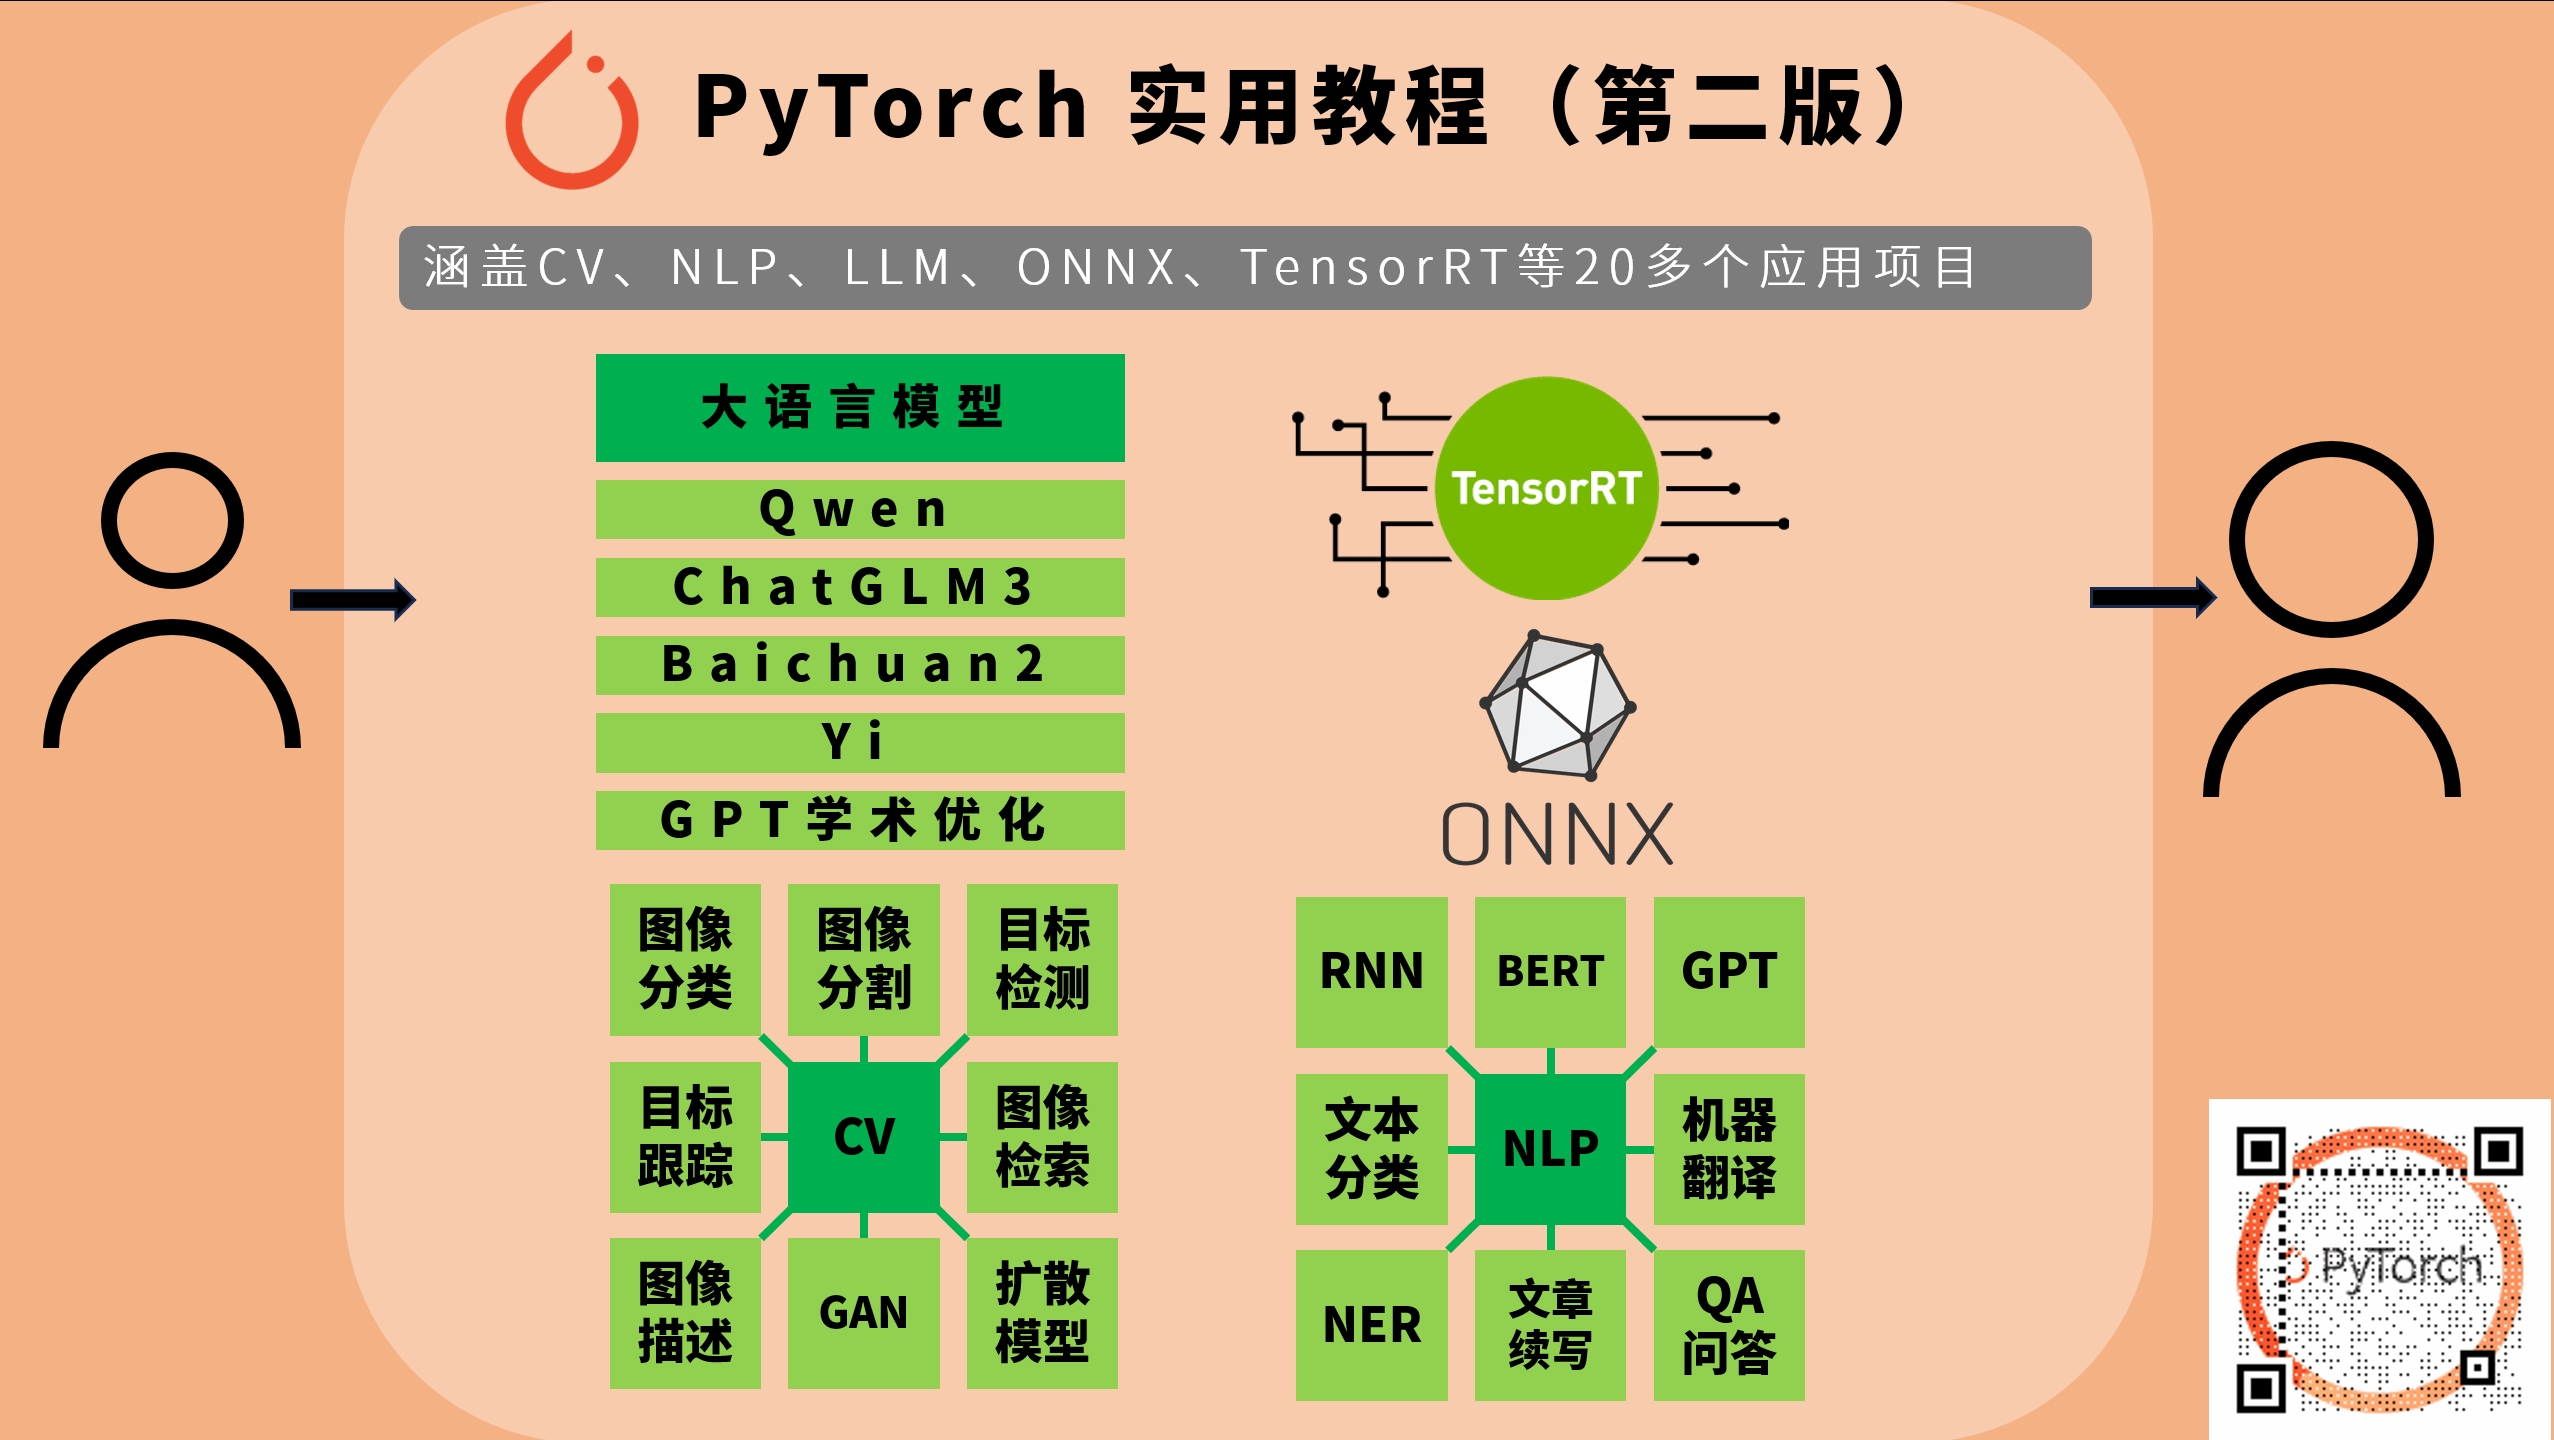 PyTorch 实用教程（第二版）
涵盖CV、NLP、LLM、ONNX、TensorRT等20多个应用项目
大语言模型
Qwen
ChatGLM3
Baichuan2
Yi
GPT学术优化
TensorRT
ONNX
图像
分类
图像
分割
目标
检测
目标
跟踪
CV
图像
检索
图像
描述
GAN
扩散
模型
RNN
BERT
GPT
文本
分类
NLP
机器
翻译
NER
文章
续写
QA
问答
PyTorch